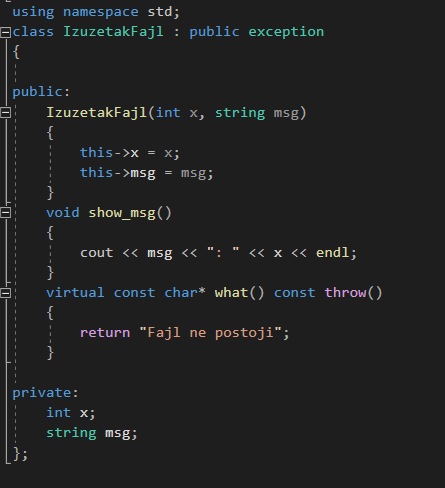 using namespace std;
class IzuzetakFajl : public exception
{
public:
IzuzetakFajl(int x, string msg)
{
this->x = x;
this->msg = msg;
}
void show_msg()
{
cout << msg << ": " << x << endl;
}
virtual const char* what() const throw()
{
return "Fajl ne postoji";
}
private:
int x;
string msg;
};